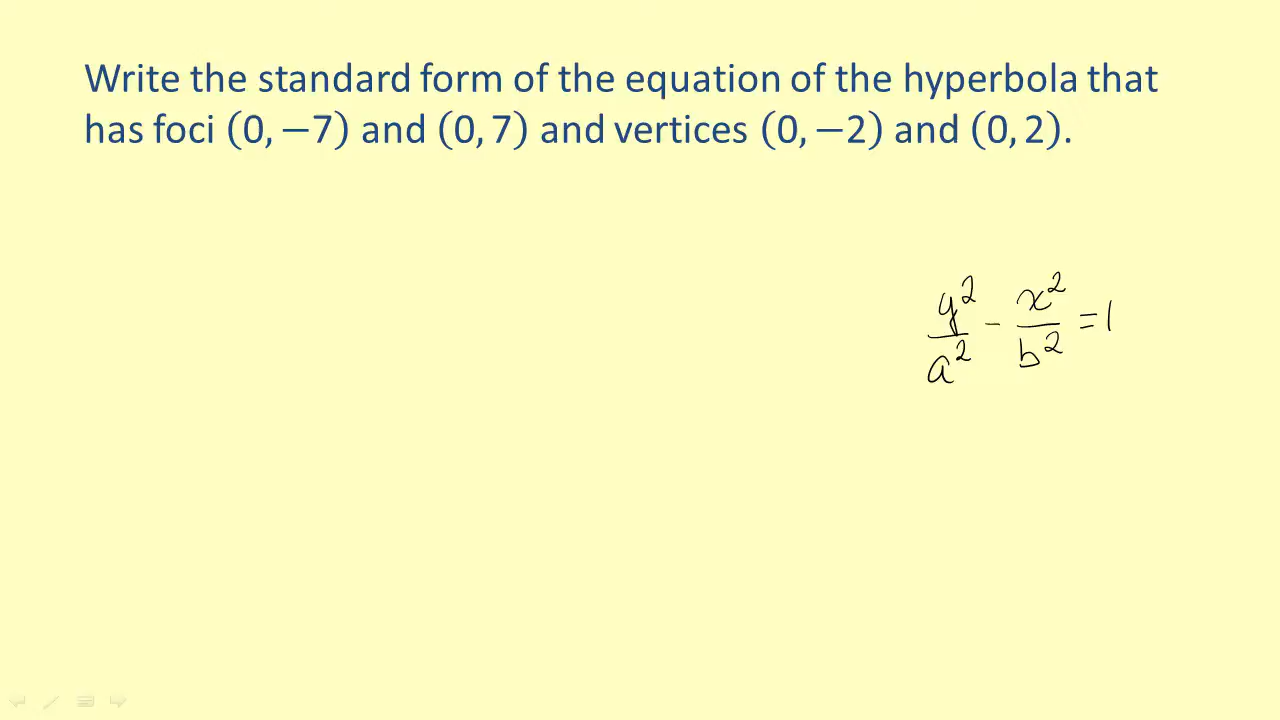 Write the standard form of the equation of the hyperbola that
has foci (0, −7) and (0, 7) and vertices (0, −2) and (0, 2).
y²/a² − x²/b² = 1